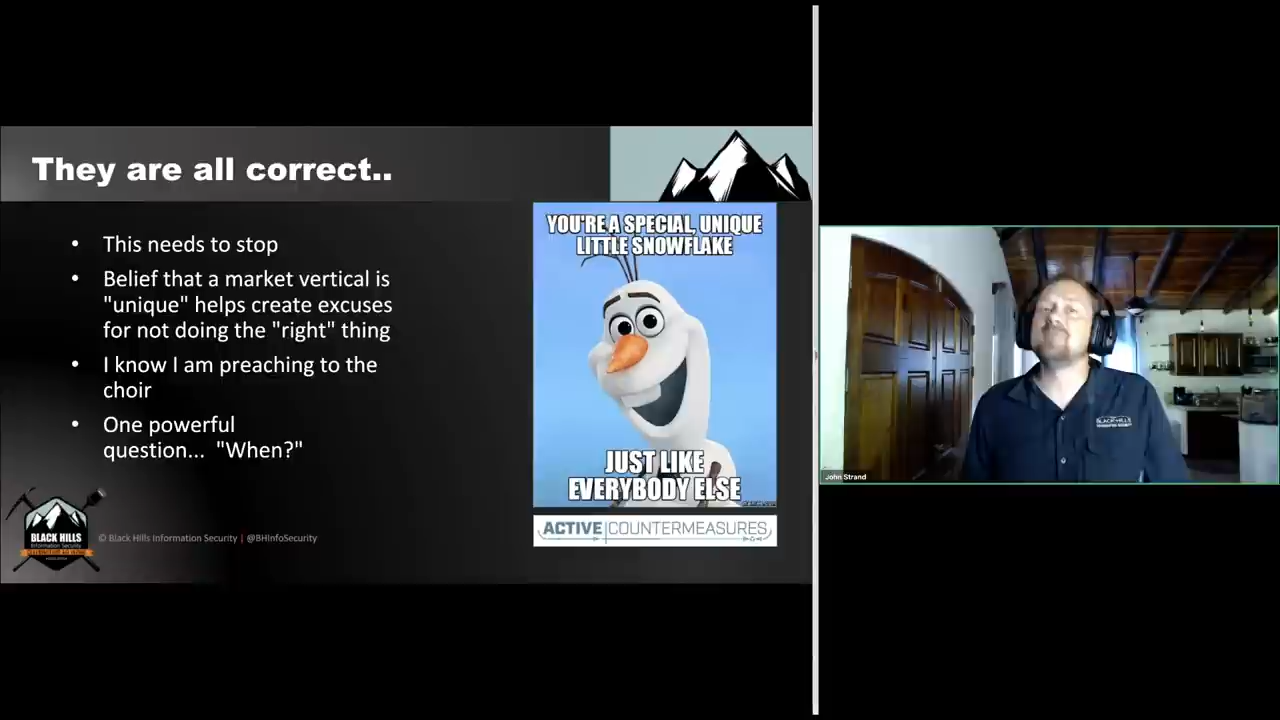 They are all correct..
• This needs to stop
• Belief that a market vertical is
"unique" helps create excuses
for not doing the "right" thing
• I know I am preaching to the
choir
• One powerful
question... "When?"
YOU'RE A SPECIAL, UNIQUE
LITTLE SNOWFLAKE
JUST LIKE
EVERYBODY ELSE
ACTIVE COUNTERMEASURES
BLACK HILLS
Information Security
© Black Hills Information Security | @BHInfoSecurity
BLACK HILLS
John Strand